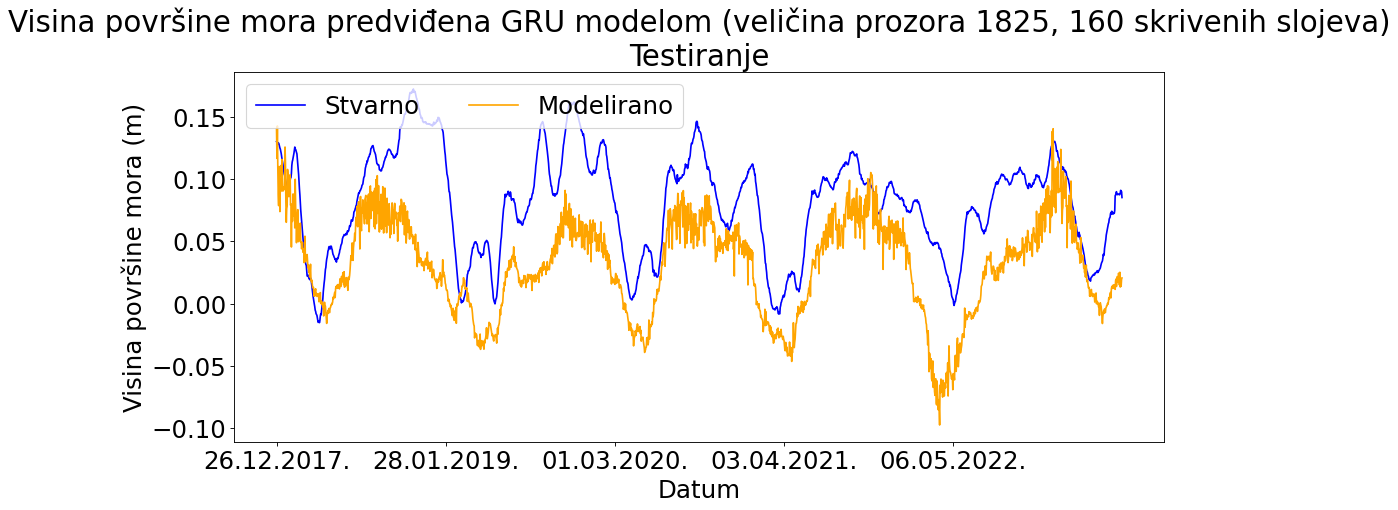 Visina površine mora predviđena GRU modelom (veličina prozora 1825, 160 skrivenih slojeva)
Testiranje
Stvarno
Modelirano
Visina površine mora (m)
0.15
0.10
0.05
0.00
−0.05
−0.10
26.12.2017.
28.01.2019.
01.03.2020.
03.04.2021.
06.05.2022.
Datum